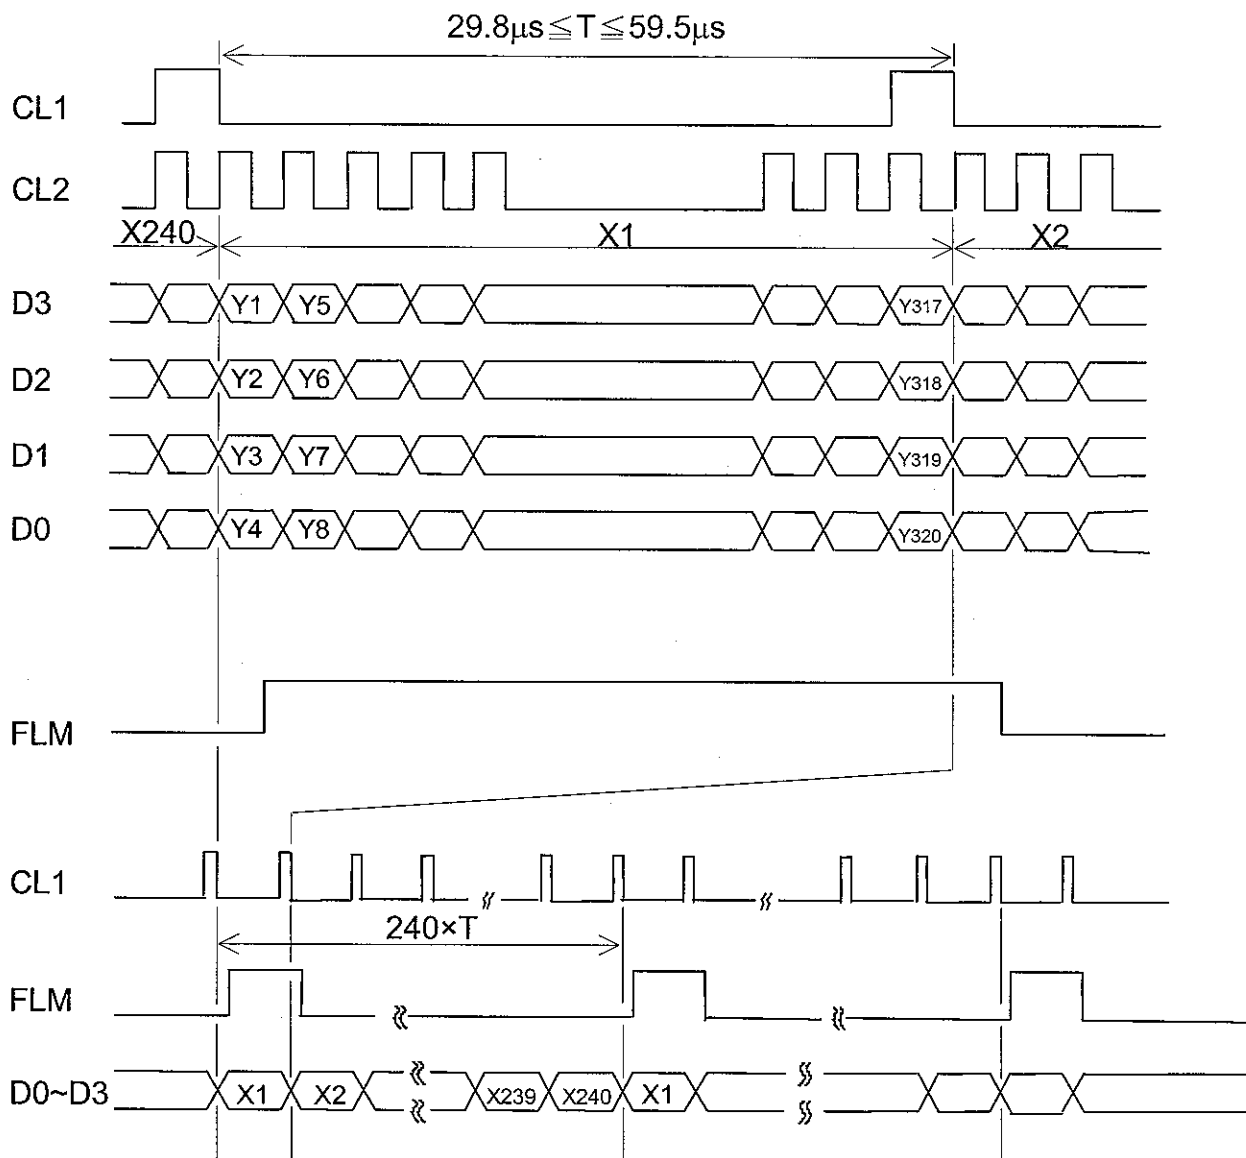 29.8μs≦T≦59.5μs
CL1
CL2
X240 X1 X2
D3 Y1 Y5 Y317
D2 Y2 Y6 Y318
D1 Y3 Y7 Y319
D0 Y4 Y8 Y320
FLM
CL1
240×T
FLM
D0~D3 X1 X2 X239 X240 X1